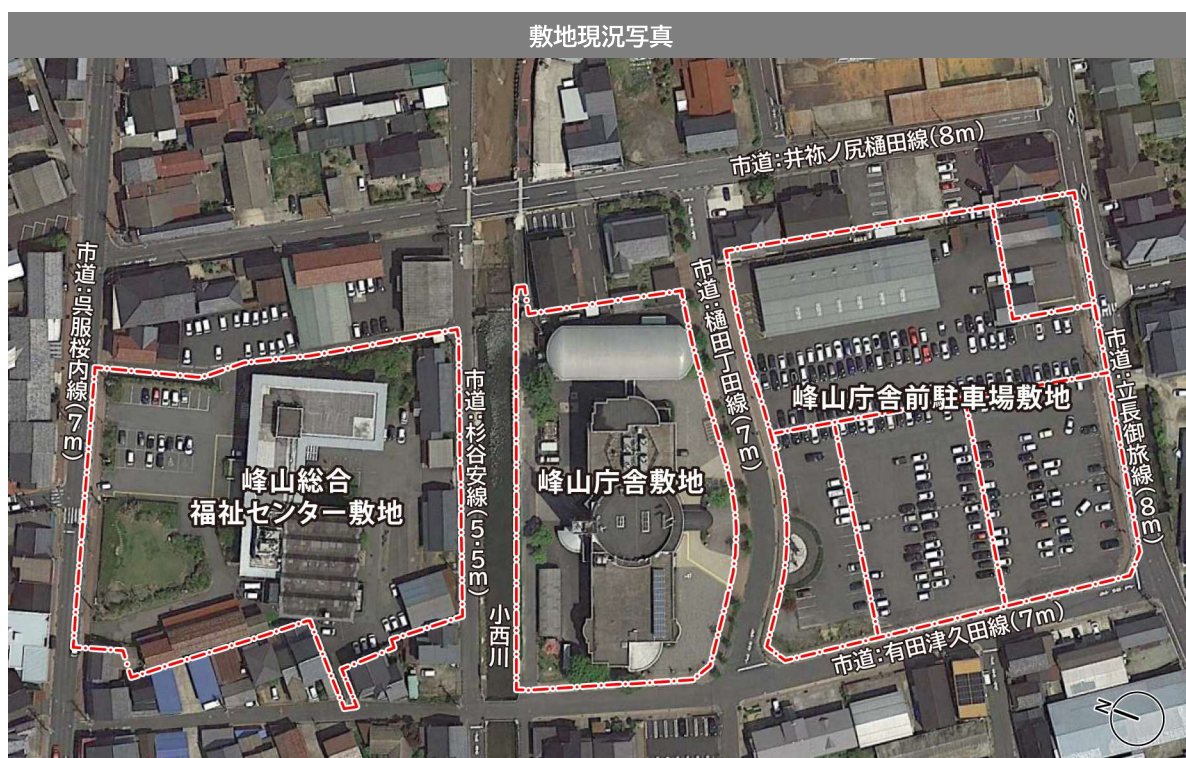 敷地現況写真
市道:井祢ノ尻樋田線(8m)
市道:呉服桜内線(7m)
市道:樋田丁田線(7m)
市道:杉谷安線(5.5m)
市道:立長御旅線(8m)
峰山庁舎前駐車場敷地
峰山総合
福祉センター敷地
峰山庁舎敷地
小西川
市道:有田津久田線(7m)
N